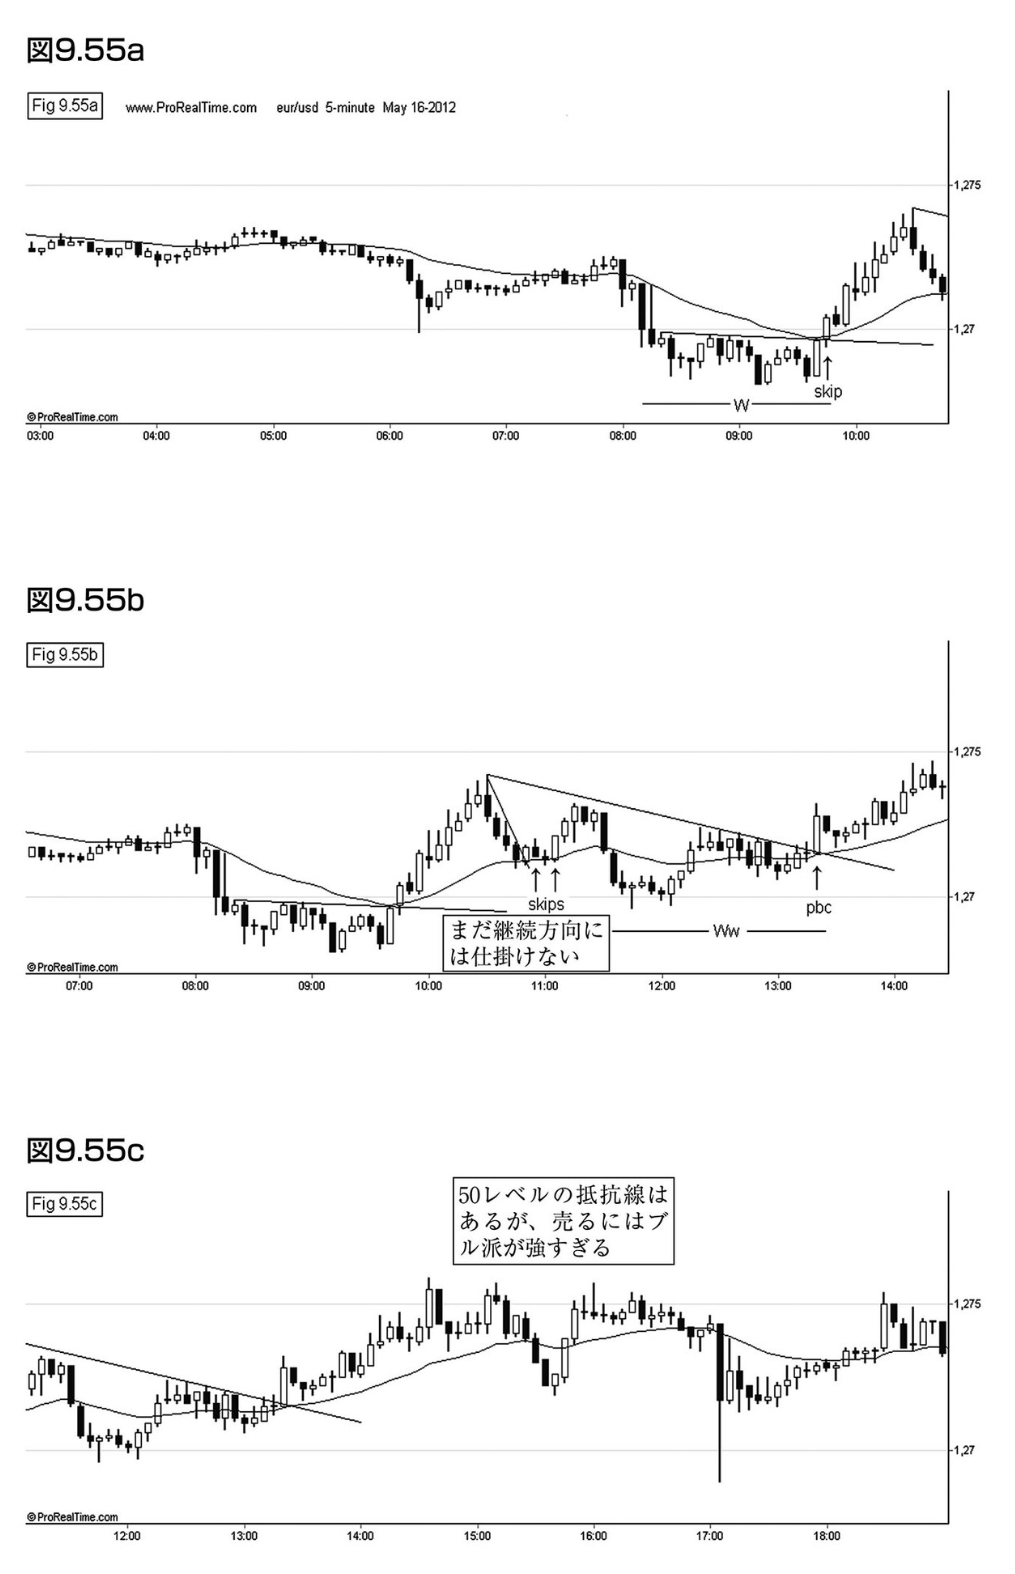 図9.55a
Fig 9.55a www.ProRealTime.com eur/usd 5-minute May 16-2012
1,275
1,27
skip
W
©ProRealTime.com
03:00 04:00 05:00 06:00 07:00 08:00 09:00 10:00
図9.55b
Fig 9.55b
1,275
1,27
skips
pbc
まだ継続方向に
は仕掛けない
Ww
©ProRealTime.com
07:00 08:00 09:00 10:00 11:00 12:00 13:00 14:00
図9.55c
Fig 9.55c
50レベルの抵抗線は
あるが、売るにはブ
ル派が強すぎる
1,275
1,27
©ProRealTime.com
12:00 13:00 14:00 15:00 16:00 17:00 18:00